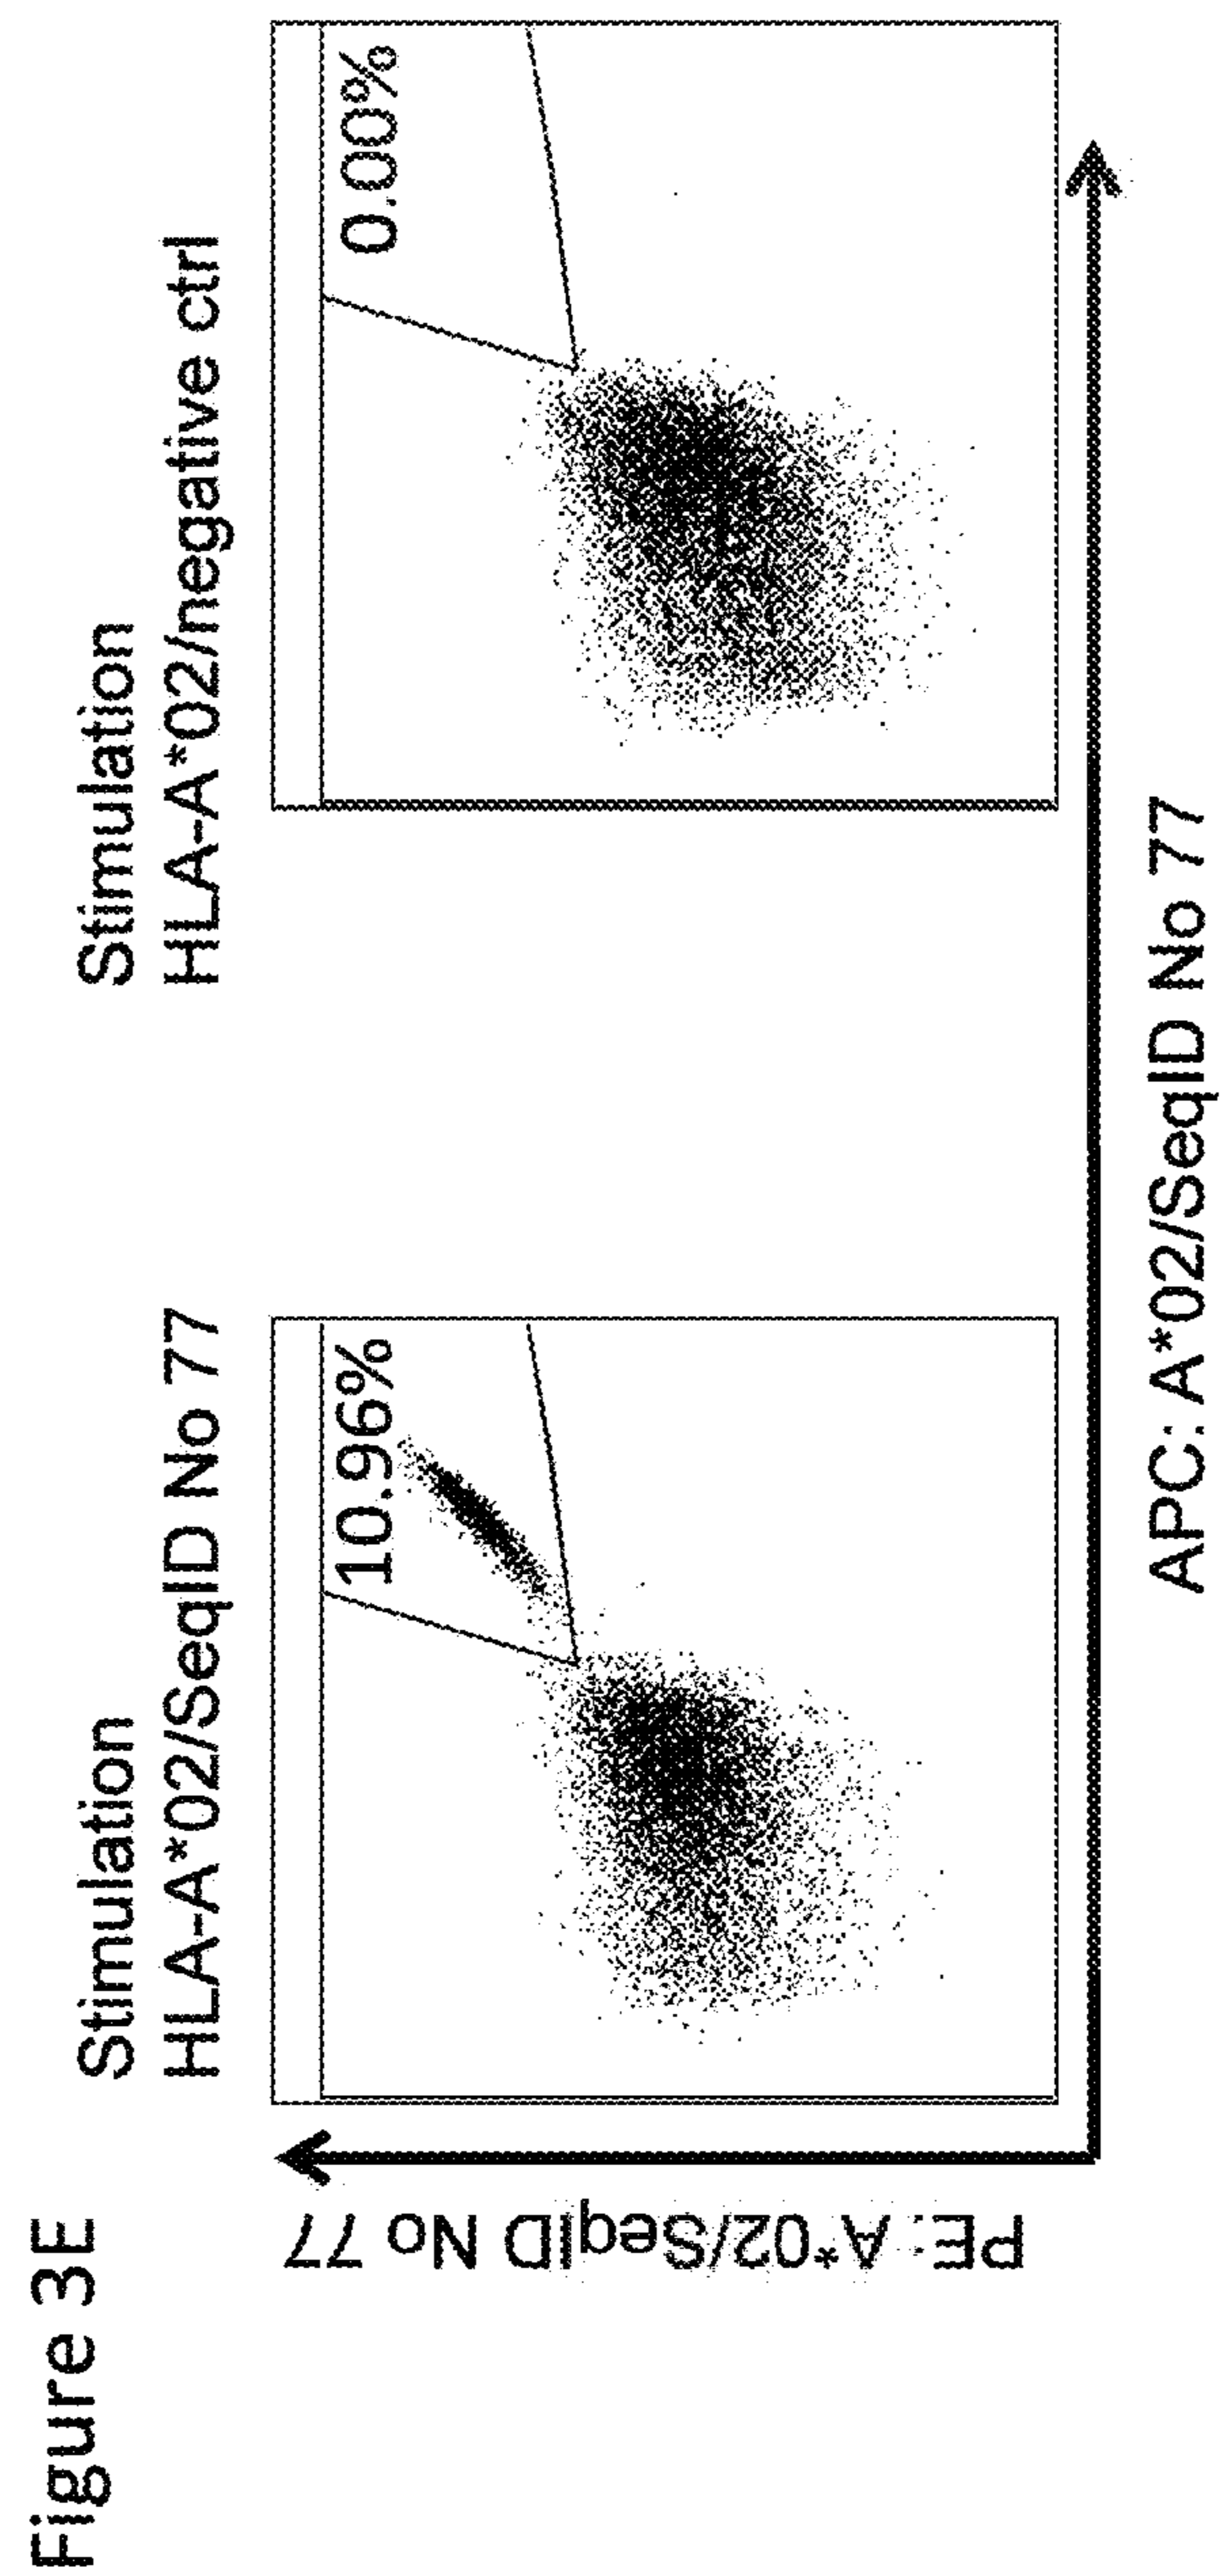 Figure 3E
Stimulation
HLA-A*02/SeqID No 77
Stimulation
HLA-A*02/negative ctrl
10.96%
0.00%
PE: A*02/SeqID No 77
APC: A*02/SeqID No 77